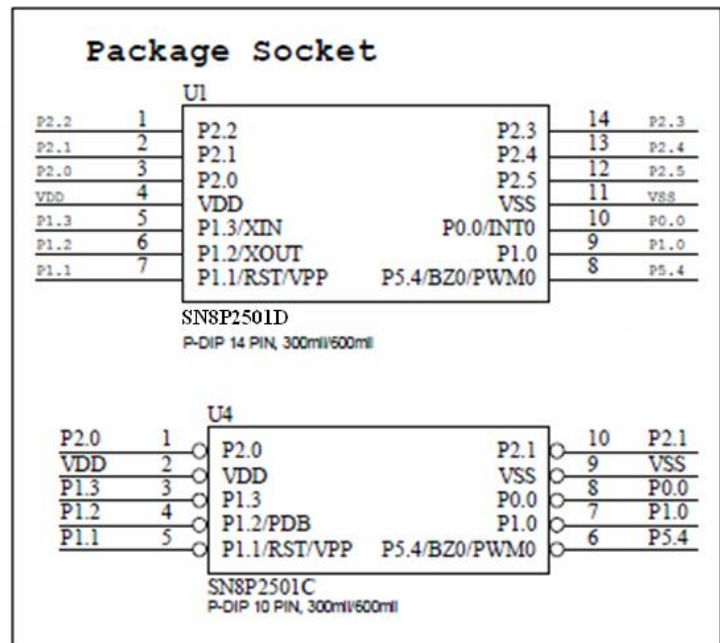 Package Socket
U1
P2.2 1 P2.2 P2.3 14 P2.3
P2.1 2 P2.1 P2.4 13 P2.4
P2.0 3 P2.0 P2.5 12 P2.5
VDD 4 VDD VSS 11 VSS
P1.3 5 P1.3/XIN P0.0/INT0 10 P0.0
P1.2 6 P1.2/XOUT P1.0 9 P1.0
P1.1 7 P1.1/RST/VPP P5.4/BZ0/PWM0 8 P5.4
SN8P2501D
P-DIP 14 PIN, 300mil/600mil
U4
P2.0 1 P2.0 P2.1 10 P2.1
VDD 2 VDD VSS 9 VSS
P1.3 3 P1.3 P0.0 8 P0.0
P1.2 4 P1.2/PDB P1.0 7 P1.0
P1.1 5 P1.1/RST/VPP P5.4/BZ0/PWM0 6 P5.4
SN8P2501C
P-DIP 10 PIN, 300mil/600mil